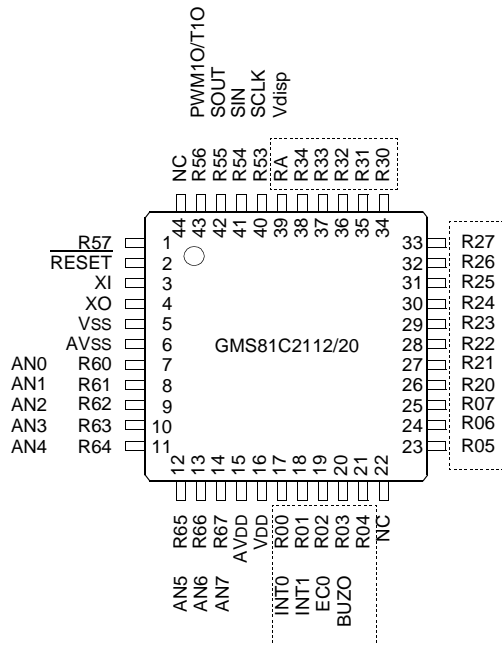 PWM1O/T1O
SOUT
SIN
SCLK
Vdisp
NC
R56
R55
R54
R53
RA
R34
R33
R32
R31
R30
44
43
42
41
40
39
38
37
36
35
34
R57 1
RESET 2
XI 3
XO 4
VSS 5
AVSS 6
AN0 R60 7
AN1 R61 8
AN2 R62 9
AN3 R63 10
AN4 R64 11
GMS81C2112/20
33 R27
32 R26
31 R25
30 R24
29 R23
28 R22
27 R21
26 R20
25 R07
24 R06
23 R05
12
13
14
15
16
17
18
19
20
21
22
R65
R66
R67
AVDD
VDD
R00
R01
R02
R03
R04
NC
AN5
AN6
AN7
INT0
INT1
EC0
BUZO